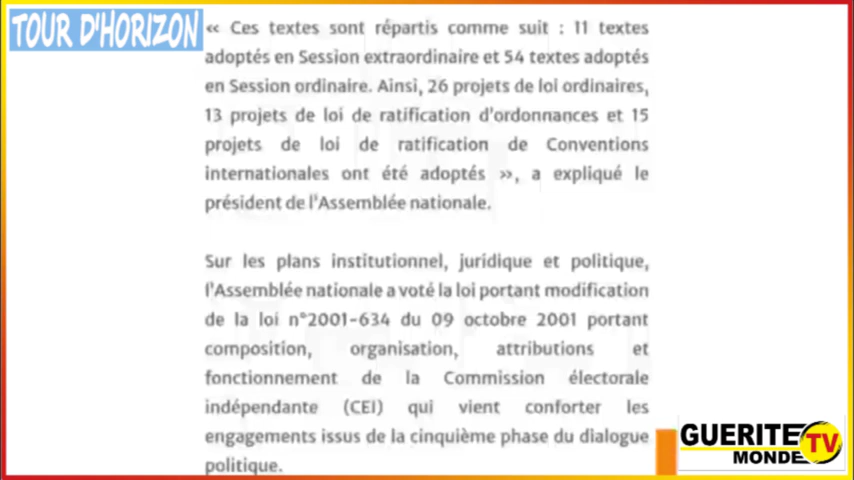 TOUR D'HORIZON
« Ces textes sont répartis comme suit : 11 textes
adoptés en Session extraordinaire et 54 textes adoptés
en Session ordinaire. Ainsi, 26 projets de loi ordinaires,
13 projets de loi de ratification d'ordonnances et 15
projets de loi de ratification de Conventions
internationales ont été adoptés », a expliqué le
président de l'Assemblée nationale.
Sur les plans institutionnel, juridique et politique,
l'Assemblée nationale a voté la loi portant modification
de la loi n°2001-634 du 09 octobre 2001 portant
composition, organisation, attributions et
fonctionnement de la Commission électorale
indépendante (CEI) qui vient conforter les
engagements issus de la cinquième phase du dialogue
politique.
GUERITE TV
MONDE